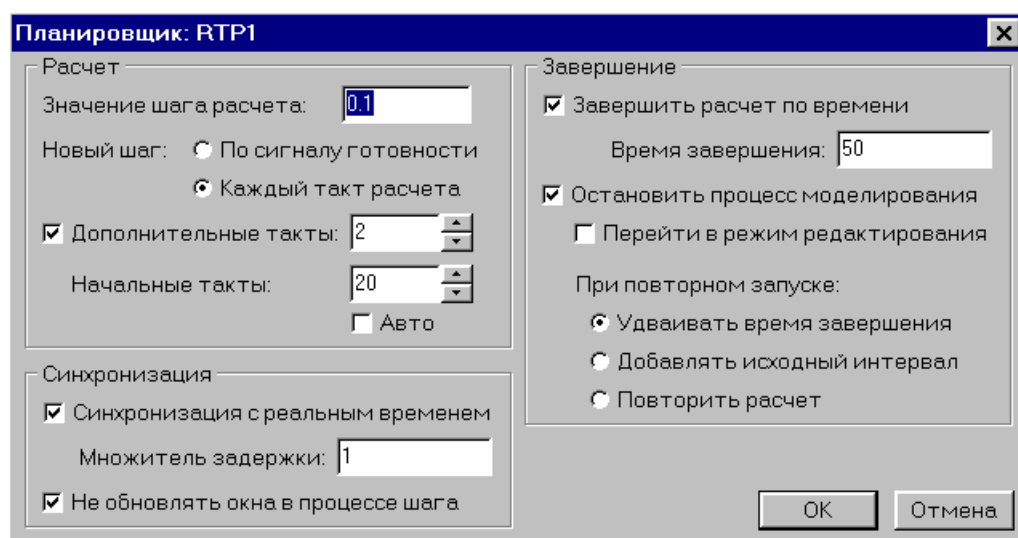 Планировщик: RTP1
Расчет
Значение шага расчета: 0.1
Новый шаг: По сигналу готовности
Каждый такт расчета
Дополнительные такты: 2
Начальные такты: 20
Авто
Синхронизация
Синхронизация с реальным временем
Множитель задержки: 1
Не обновлять окна в процессе шага
Завершение
Завершить расчет по времени
Время завершения: 50
Остановить процесс моделирования
Перейти в режим редактирования
При повторном запуске:
Удваивать время завершения
Добавлять исходный интервал
Повторить расчет
OK Отмена